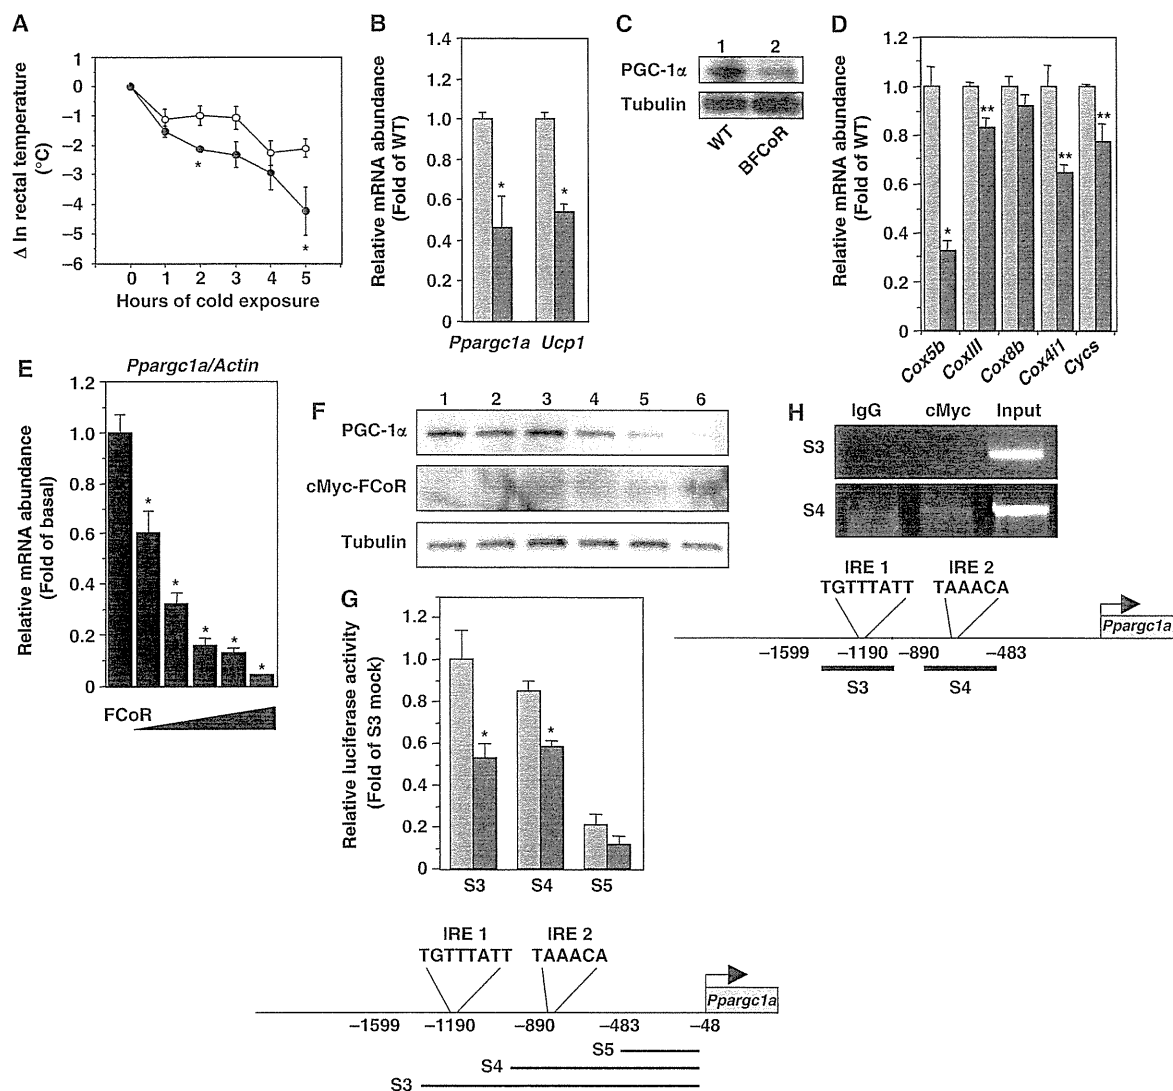 A
Δ In rectal temperature
(°C)
1
0
−1
−2
−3
−4
−5
−6
*
*
0 1 2 3 4 5
Hours of cold exposure
B
Relative mRNA abundance
(Fold of WT)
1.4
1.2
1.0
0.8
0.6
0.4
0.2
0
* *
Ppargc1a Ucp1
C
1 2
PGC-1α
Tubulin
WT BFCoR
D
Relative mRNA abundance
(Fold of WT)
1.2
1.0
0.8
0.6
0.4
0.2
0
* ** ** **
Cox5b CoxIII Cox8b Cox4i1 Cycs
E
Ppargc1a/Actin
Relative mRNA abundance
(Fold of basal)
1.2
1.0
0.8
0.6
0.4
0.2
0
* * * * *
FCoR
F
1 2 3 4 5 6
PGC-1α
cMyc-FCoR
Tubulin
G
Relative luciferase activity
(Fold of S3 mock)
1.2
1.0
0.8
0.6
0.4
0.2
0
* *
S3 S4 S5
IRE 1 IRE 2
TGTTTATT TAAACA
Ppargc1a
−1599 −1190 −890 −483 −48
S5
S4
S3
H
IgG cMyc Input
S3
S4
IRE 1 IRE 2
TGTTTATT TAAACA
Ppargc1a
−1599 −1190 −890 −483
S3 S4